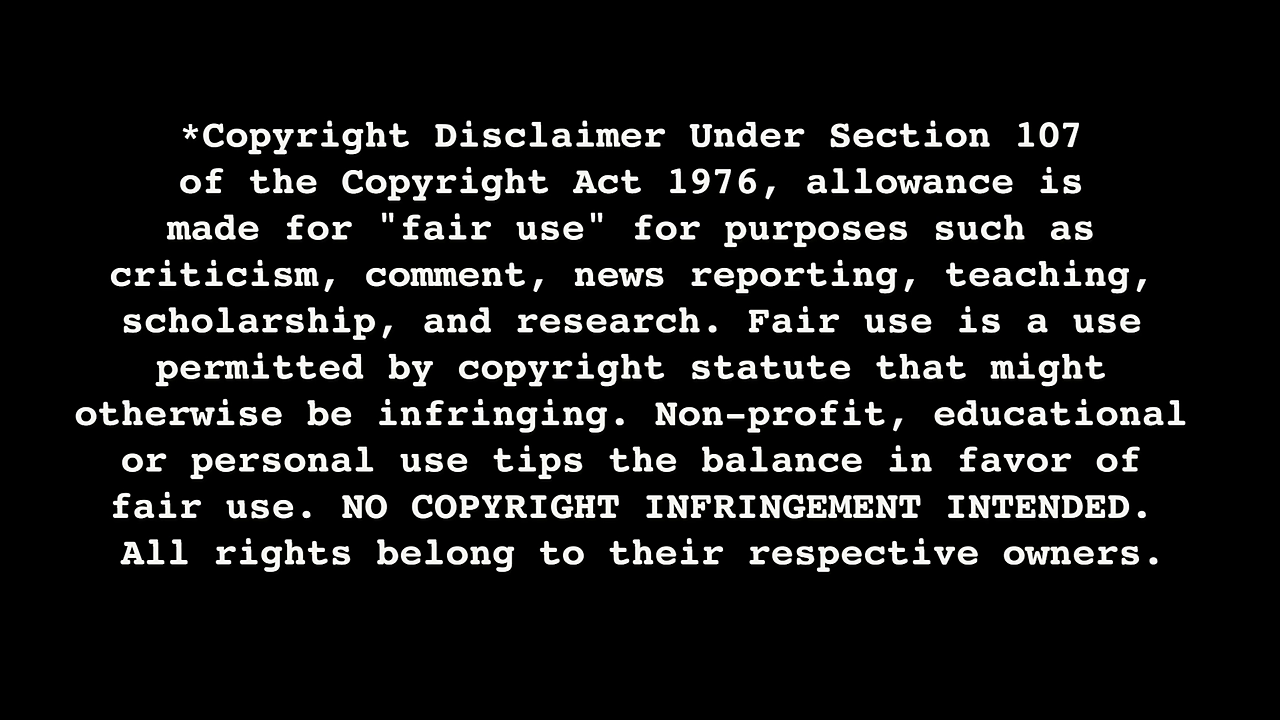 *Copyright Disclaimer Under Section 107
of the Copyright Act 1976, allowance is
made for "fair use" for purposes such as
criticism, comment, news reporting, teaching,
scholarship, and research. Fair use is a use
permitted by copyright statute that might
otherwise be infringing. Non-profit, educational
or personal use tips the balance in favor of
fair use. NO COPYRIGHT INFRINGEMENT INTENDED.
All rights belong to their respective owners.